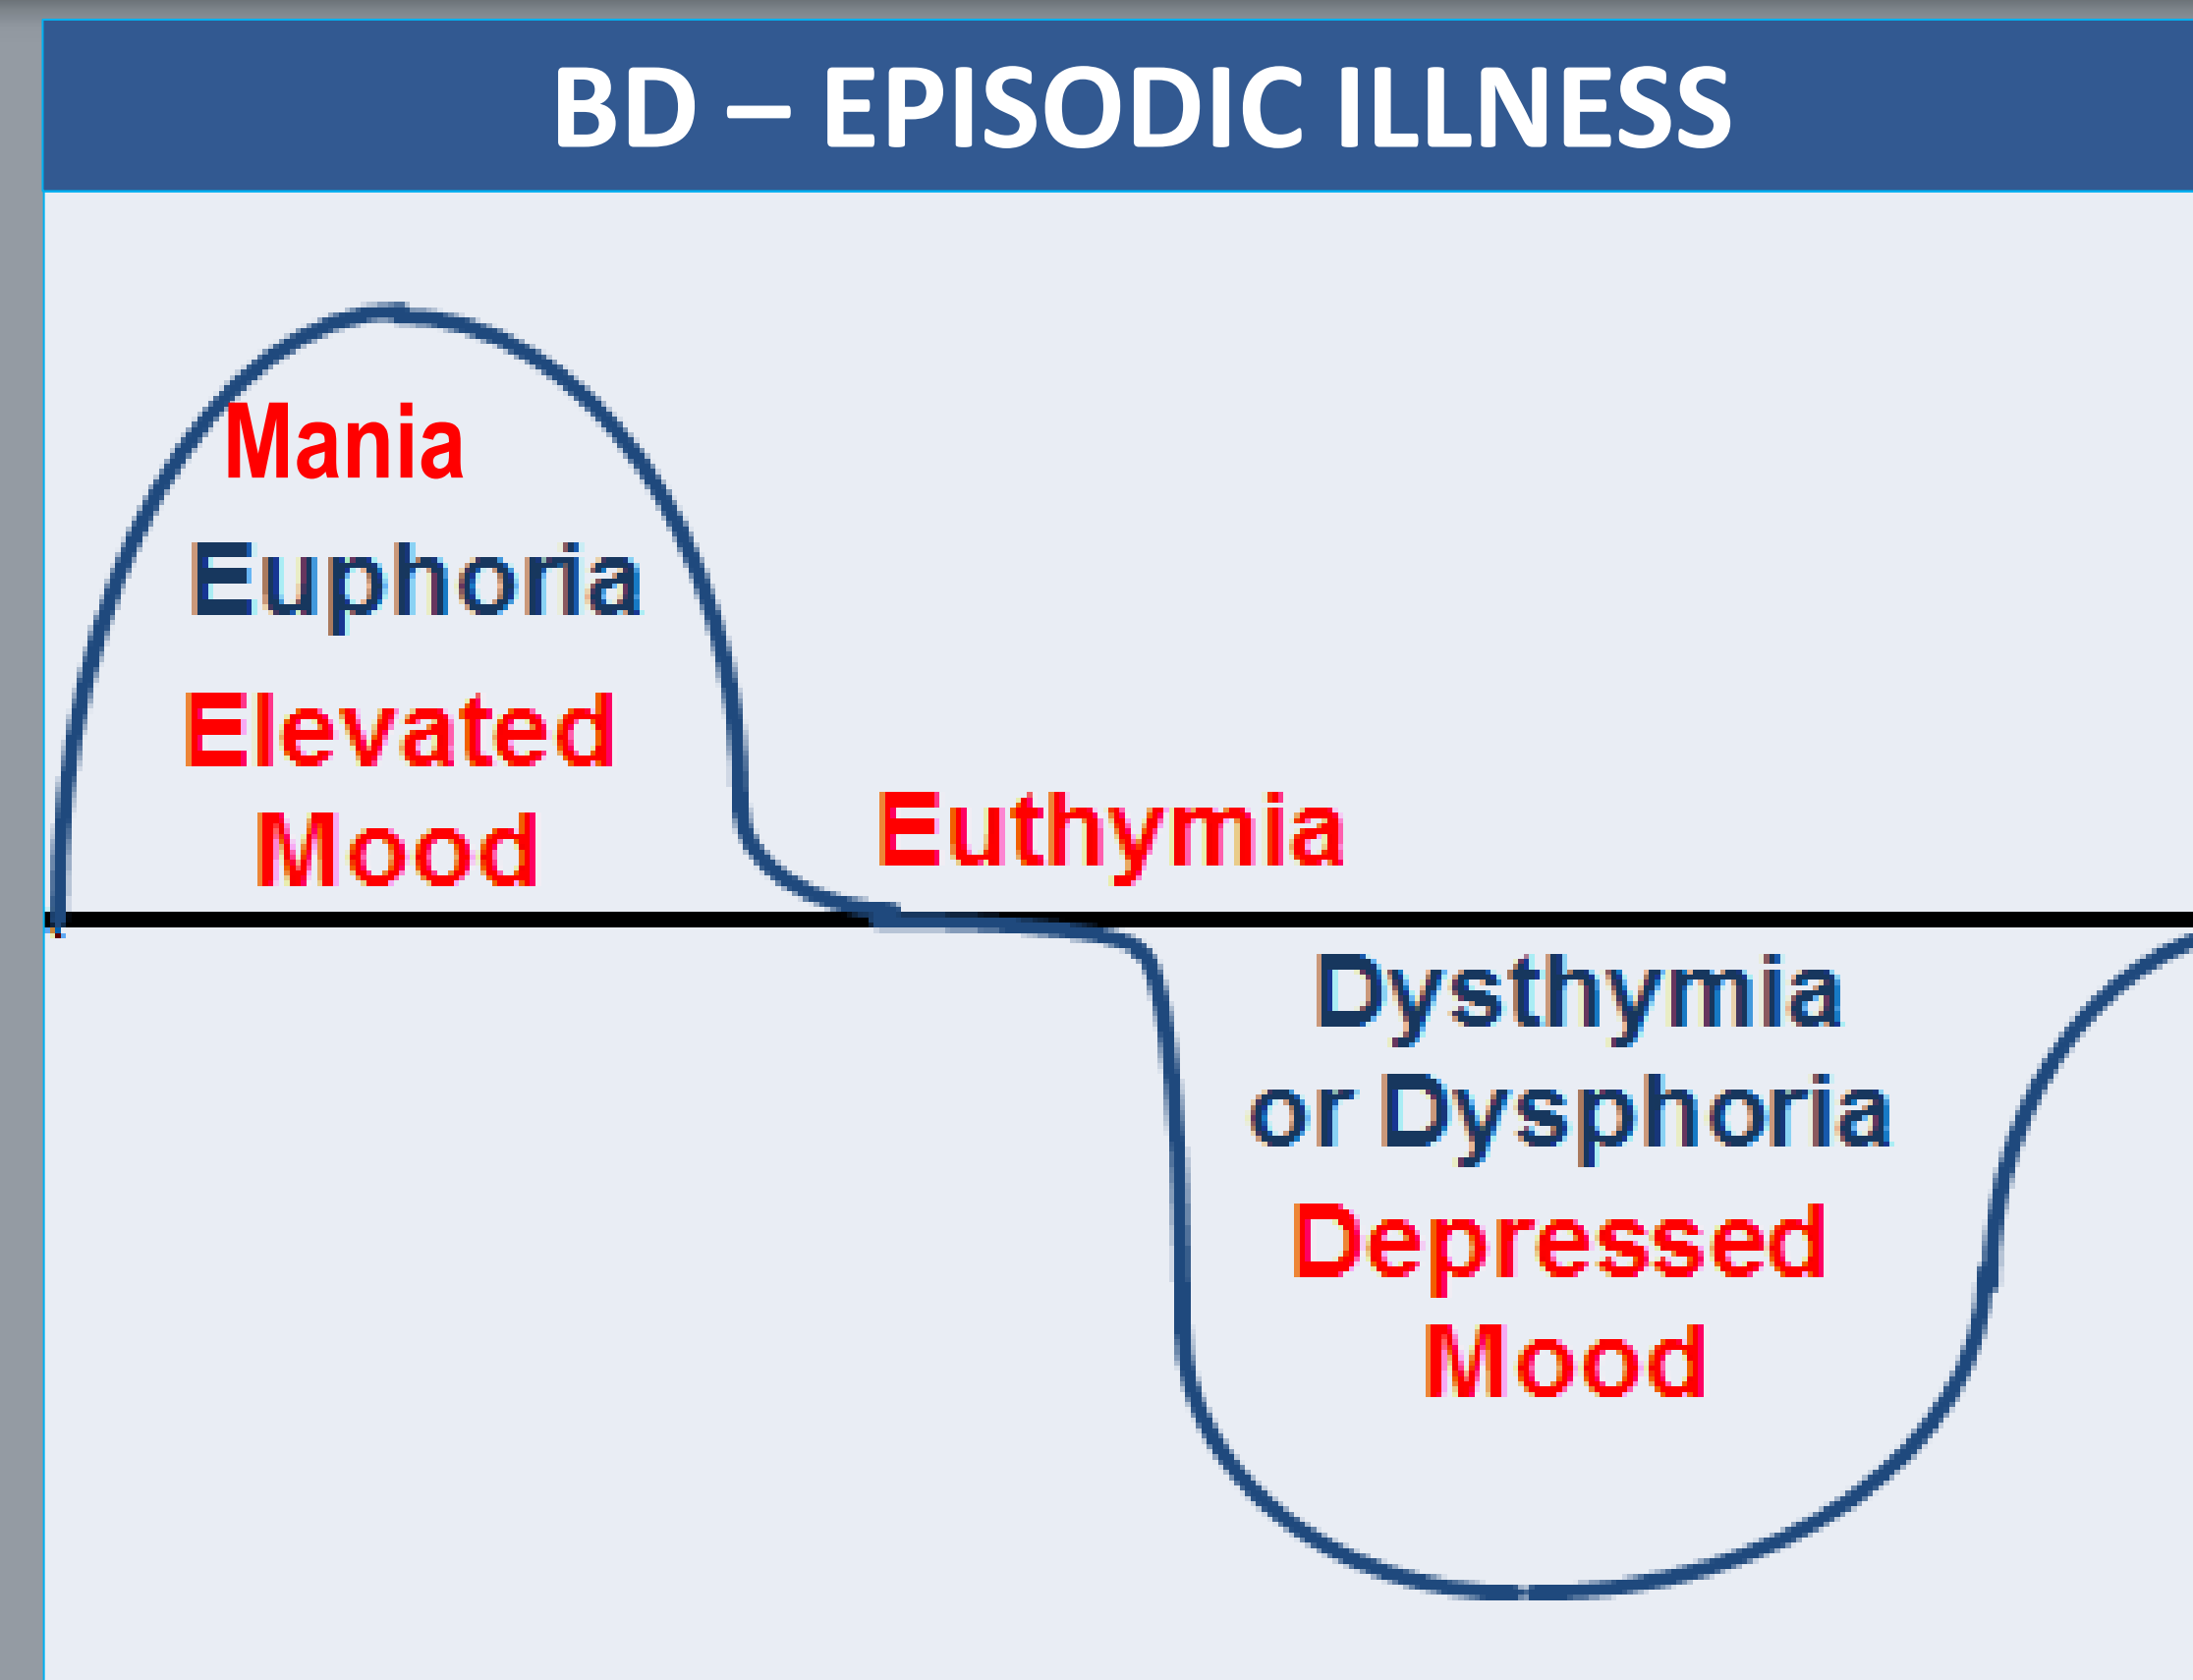 BD – EPISODIC ILLNESS
Mania
Euphoria
Elevated
Mood
Euthymia
Dysthymia
or Dysphoria
Depressed
Mood